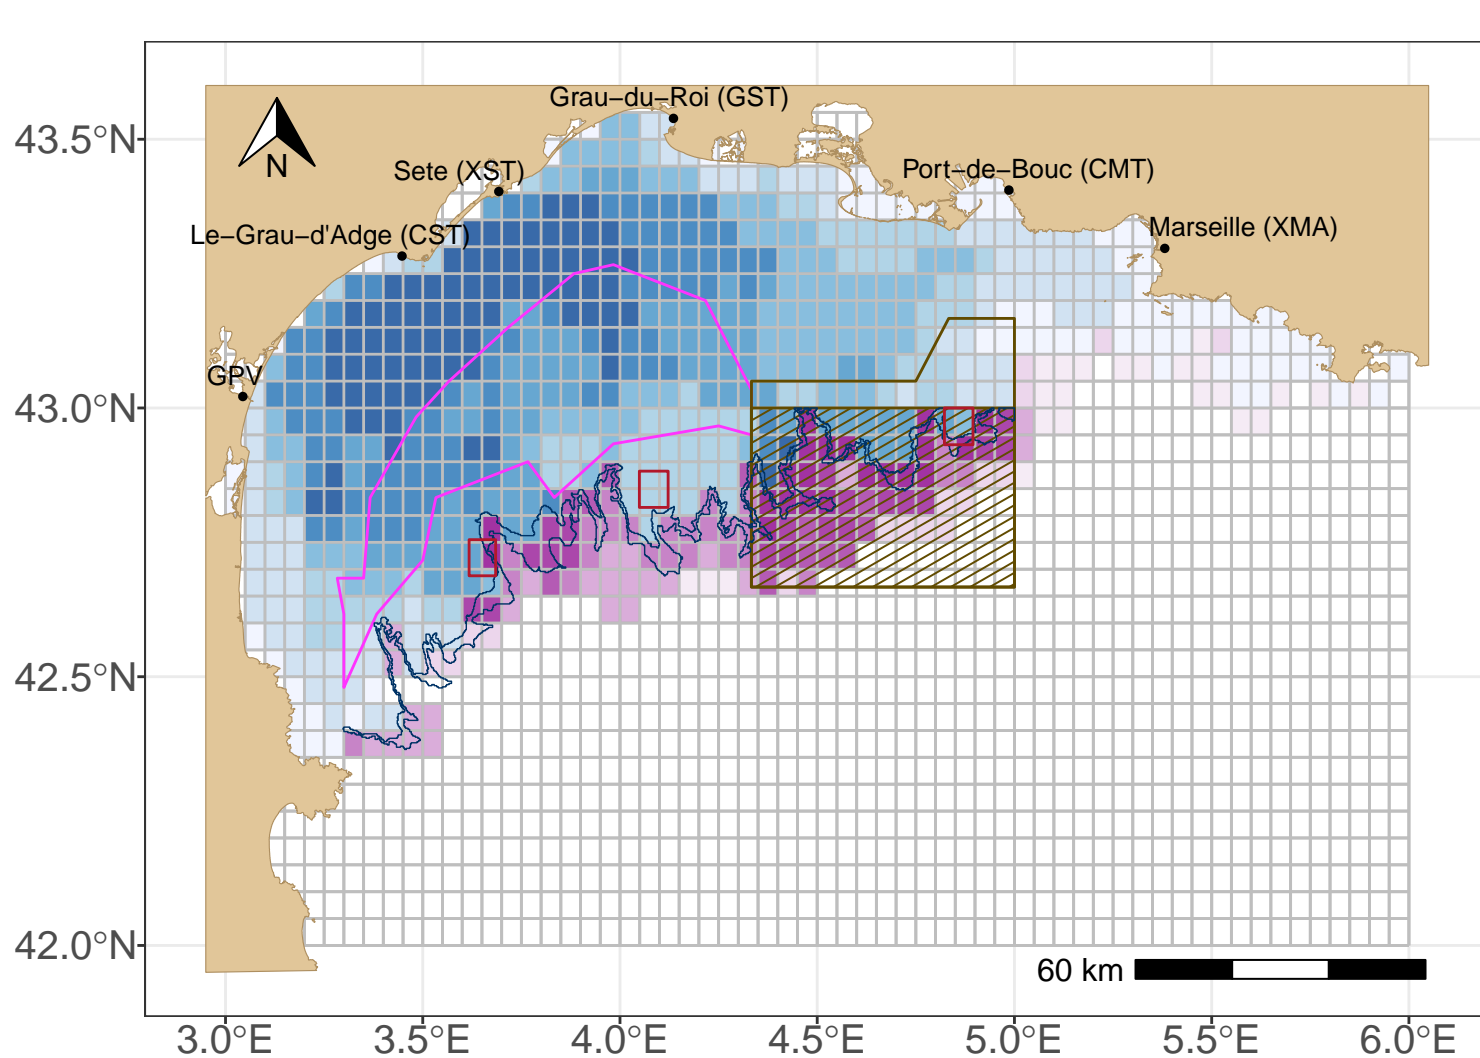 Grau−du−Roi (GST)
43.5°N
N
Sete (XST)
Port−de−Bouc (CMT)
Le−Grau−d'Adge (CST)
Marseille (XMA)
GPV
43.0°N
42.5°N
42.0°N
60 km
3.0°E 3.5°E 4.0°E 4.5°E 5.0°E 5.5°E 6.0°E